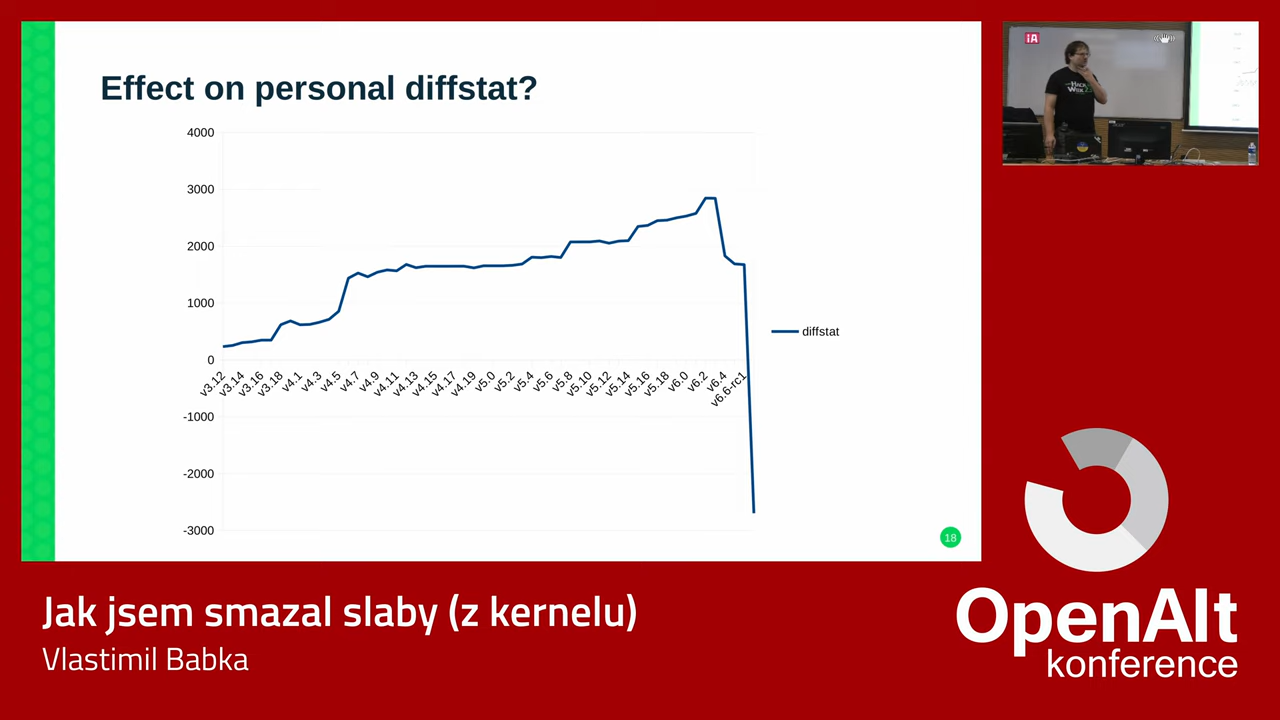 Effect on personal diffstat?
4000
3000
2000
1000
0
-1000
-2000
-3000
v3.12
v3.14
v3.16
v3.18
v4.1
v4.3
v4.5
v4.7
v4.9
v4.11
v4.13
v4.15
v4.17
v4.19
v5.0
v5.2
v5.4
v5.6
v5.8
v5.10
v5.12
v5.14
v5.16
v5.18
v6.0
v6.2
v6.4
v6.6-rc1
diffstat
18
Jak jsem smazal slaby (z kernelu)
Vlastimil Babka
OpenAlt
konference